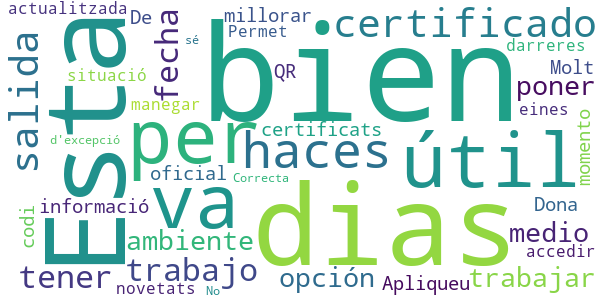 actualitzada
De
millorar
certificado
Permet
sé
darreres
fecha
bien
QR
Molt
situació
salida
Esta
poner
manegar
eines
per
certificats
d'excepció
haces
útil
momento
oficial
Correcta
va
dias
informació
Dona
codi
medio
ambiente
accedir
trabajo
tener
opción
trabajar
novetats
No
Apliqueu